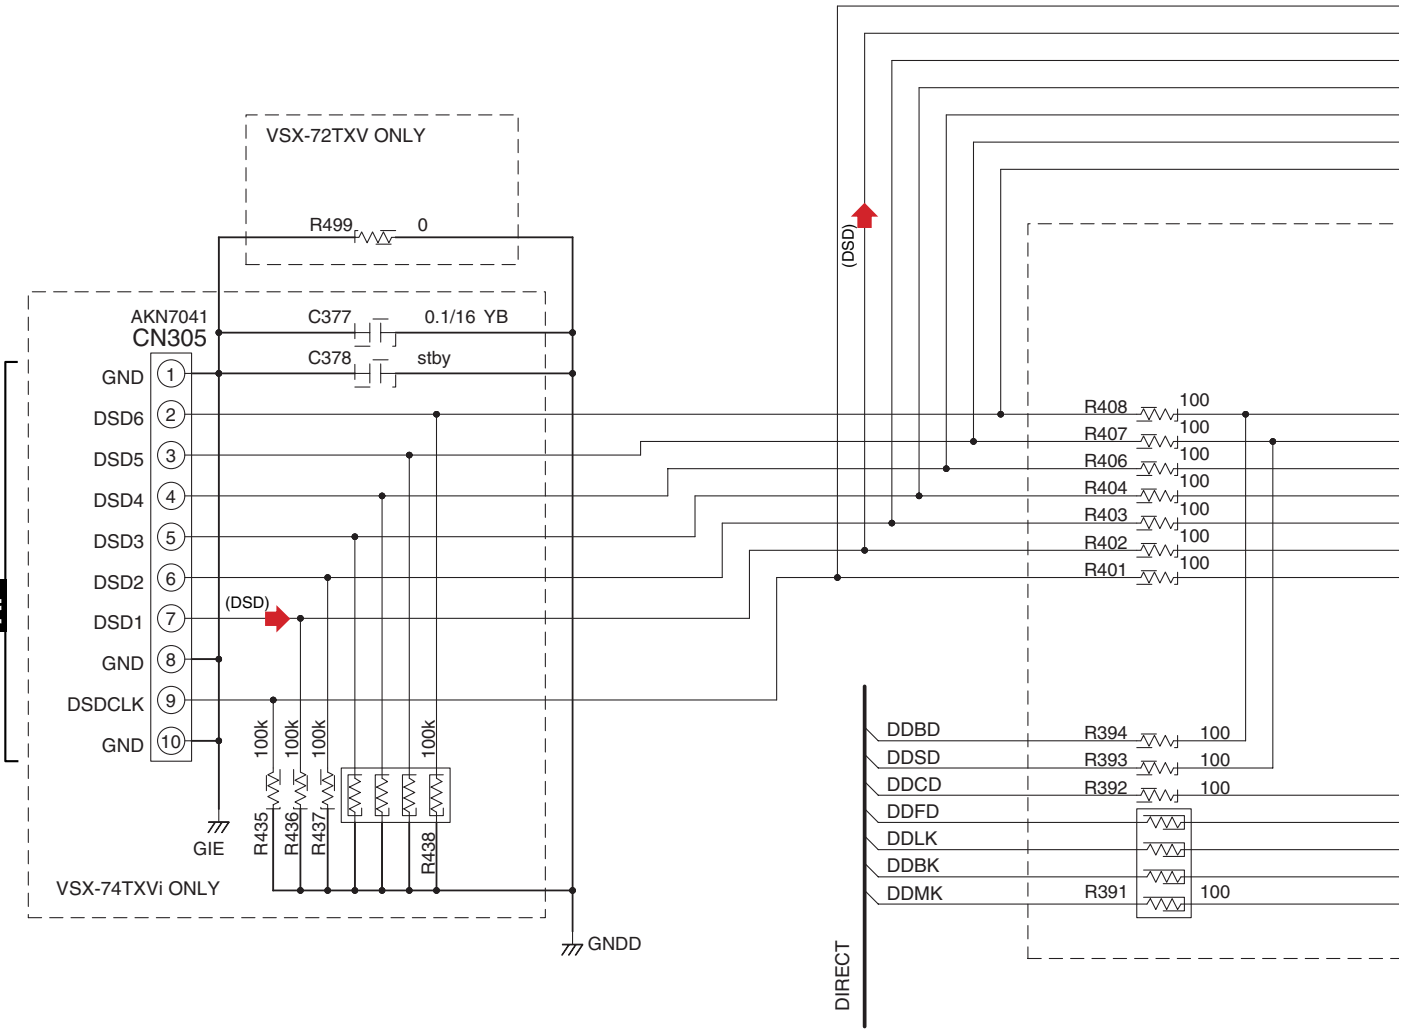 VSX-72TXV ONLY
R499 0
(DSD)
AKN7041
CN305
C377 0.1/16 YB
C378 stby
GND 1
DSD6 2
DSD5 3
DSD4 4
DSD3 5
DSD2 6
DSD1 7
(DSD)
GND 8
DSDCLK 9
GND 10
100k 100k 100k 100k
R435 R436 R437 R438
GIE
VSX-74TXVi ONLY
GNDD
R408 100
R407 100
R406 100
R404 100
R403 100
R402 100
R401 100
DDBD R394 100
DDSD R393 100
DDCD R392 100
DDFD
DDLK
DDBK
DDMK R391 100
DIRECT